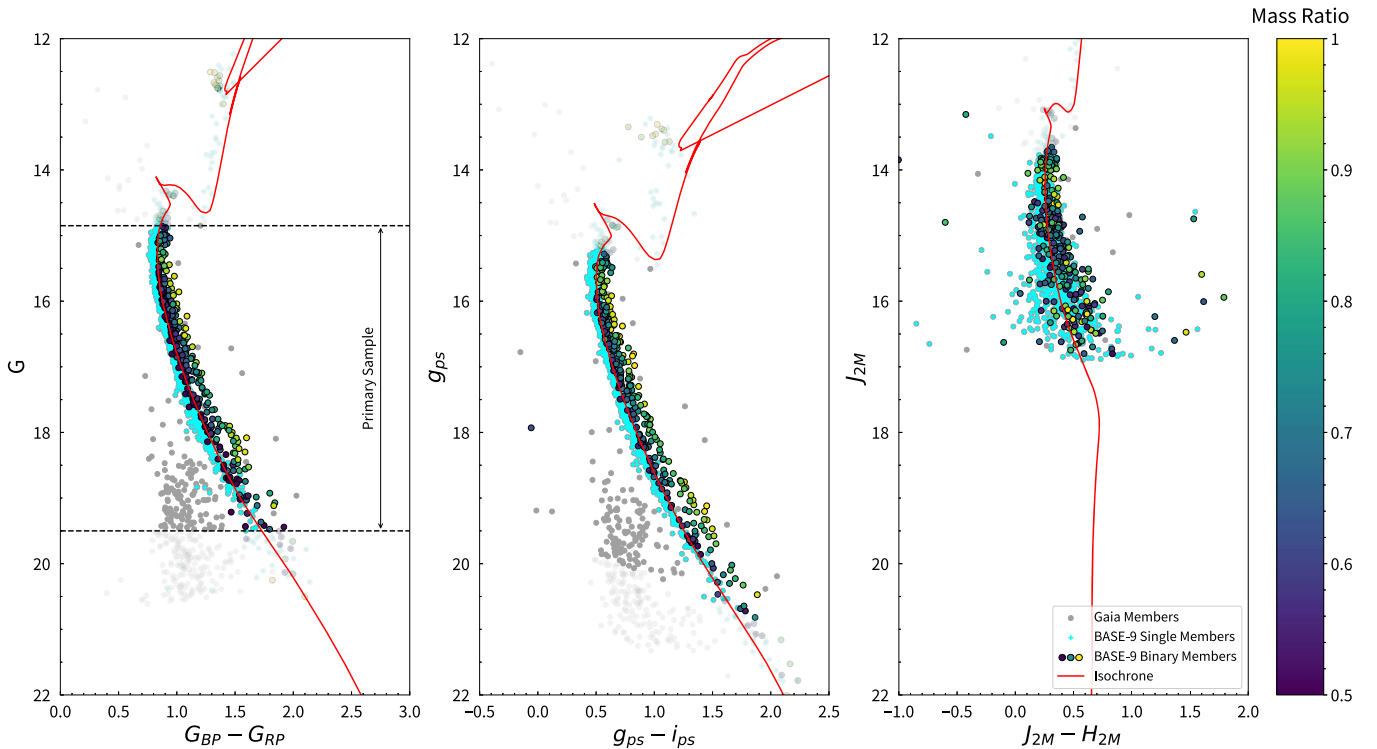 Mass Ratio
12
14
16
18
20
22
G
0.0 0.5 1.0 1.5 2.0 2.5 3.0
G_BP − G_RP
Primary Sample
12
14
16
18
20
22
g_ps
−0.5 0.0 0.5 1.0 1.5 2.0 2.5
g_ps − i_ps
12
14
16
18
20
22
J_2M
−1.0 −0.5 0.0 0.5 1.0 1.5 2.0
J_2M − H_2M
Gaia Members
BASE-9 Single Members
BASE-9 Binary Members
Isochrone
1
0.9
0.8
0.7
0.6
0.5